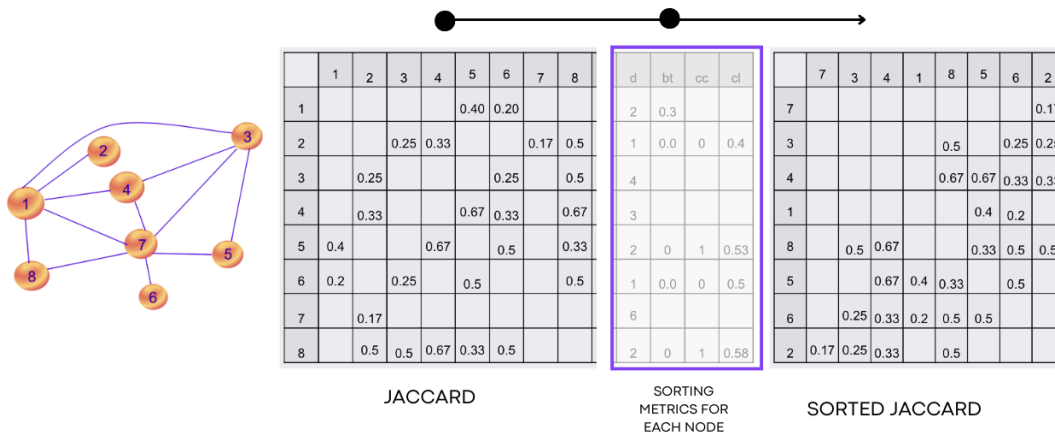 1 2 3 4 5 6 7 8
1 0.40 0.20
2 0.25 0.33 0.17 0.5
3 0.25 0.25 0.5
4 0.33 0.67 0.33 0.67
5 0.4 0.67 0.5 0.33
6 0.2 0.25 0.5 0.5
7 0.17
8 0.5 0.5 0.67 0.33 0.5
JACCARD
d bt cc cl
2 0.3
1 0.0 0 0.4
4
3
2 0 1 0.53
1 0.0 0 0.5
6
2 0 1 0.58
SORTING
METRICS FOR
EACH NODE
7 3 4 1 8 5 6 2
7 0.17
3 0.5 0.25 0.25
4 0.67 0.67 0.33 0.33
1 0.4 0.2
8 0.5 0.67 0.33 0.5 0.5
5 0.67 0.4 0.33 0.5
6 0.25 0.33 0.2 0.5 0.5
2 0.17 0.25 0.33 0.5
SORTED JACCARD
3
2
4
1
7
5
8
6